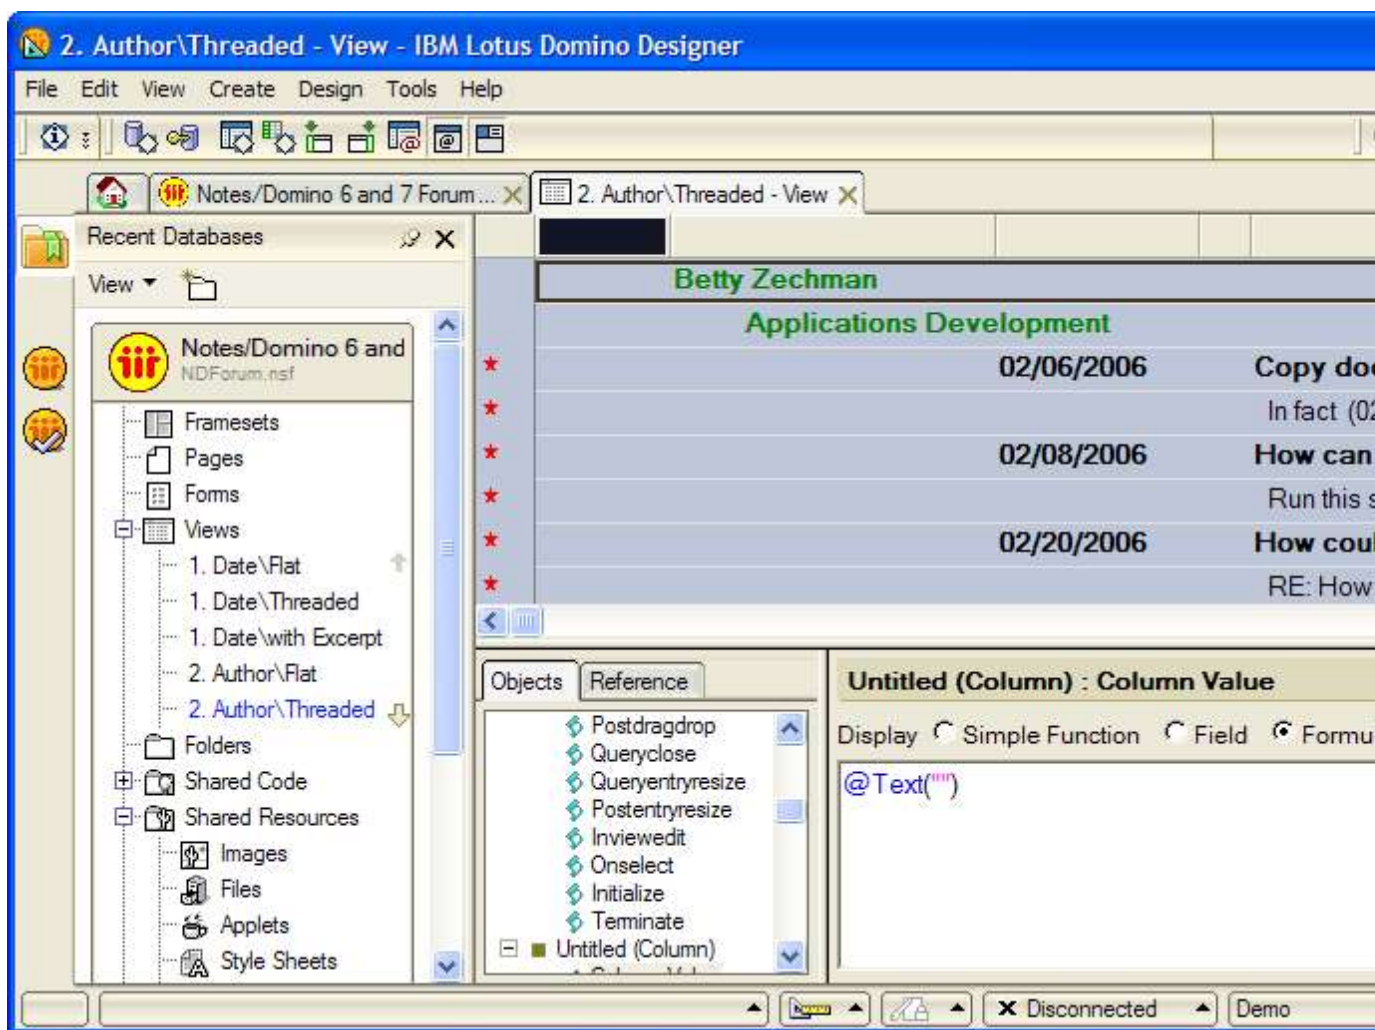 2. Author\Threaded - View - IBM Lotus Domino Designer
File Edit View Create Design Tools Help
Notes/Domino 6 and 7 Forum ...
2. Author\Threaded - View
Recent Databases
View
Notes/Domino 6 and
NDForum.nsf
Framesets
Pages
Forms
Views
1. Date\Flat
1. Date\Threaded
1. Date\with Excerpt
2. Author\Flat
2. Author\Threaded
Folders
Shared Code
Shared Resources
Images
Files
Applets
Style Sheets
Betty Zechman
Applications Development
02/06/2006 Copy doc
In fact (02
02/08/2006 How can
Run this s
02/20/2006 How coul
RE: How
Objects Reference
Postdragdrop
Queryclose
Queryentryresize
Postentryresize
Inviewedit
Onselect
Initialize
Terminate
Untitled (Column)
Untitled (Column) : Column Value
Display Simple Function Field Formu
@Text("")
Disconnected
Demo